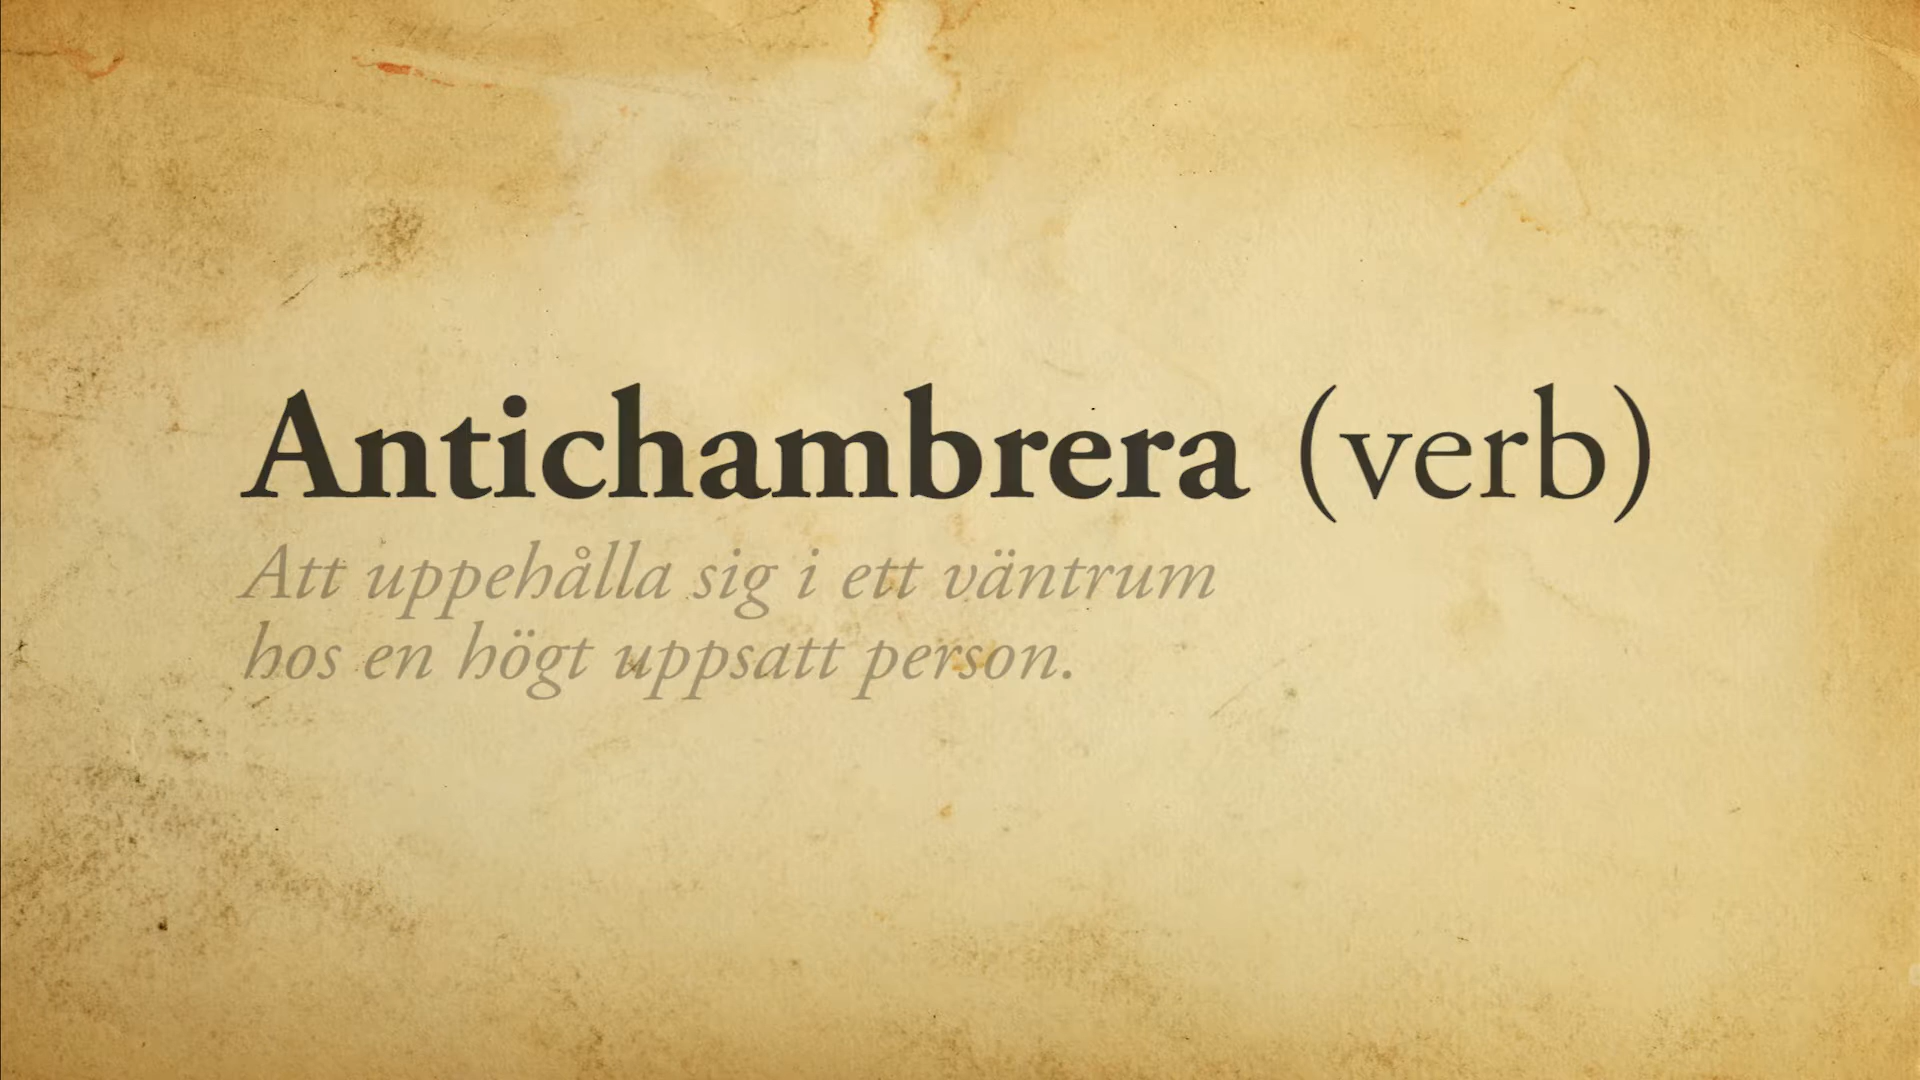 Antichambrera (verb)
Att uppehålla sig i ett väntrum
hos en högt uppsatt person.